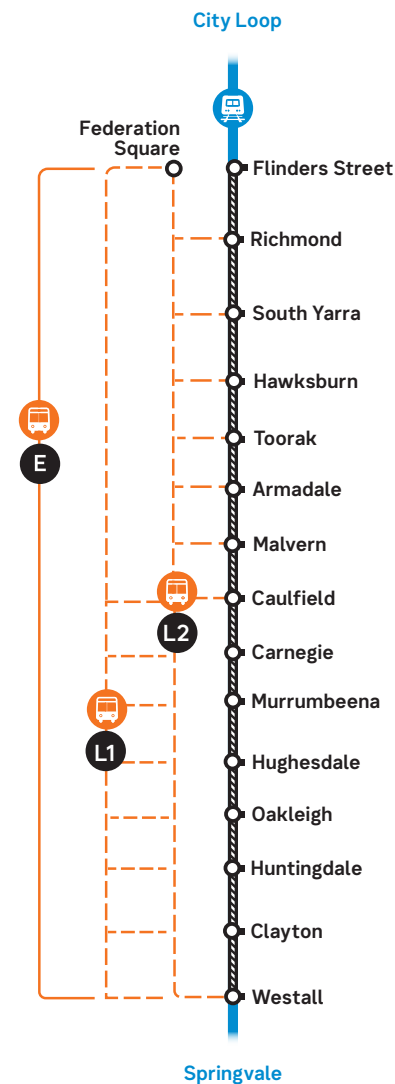 City Loop
Federation
Square
Flinders Street
Richmond
South Yarra
Hawksburn
Toorak
E
Armadale
Malvern
Caulfield
L2
Carnegie
Murrumbeena
L1
Hughesdale
Oakleigh
Huntingdale
Clayton
Westall
Springvale